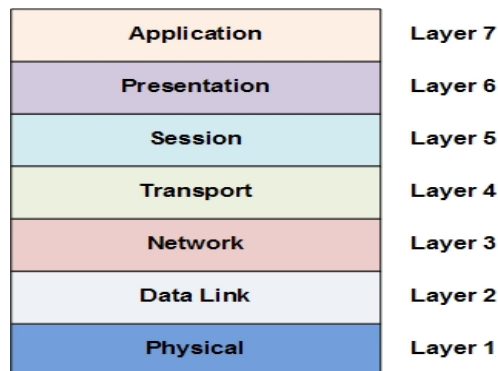 Application Layer 7
Presentation Layer 6
Session Layer 5
Transport Layer 4
Network Layer 3
Data Link Layer 2
Physical Layer 1